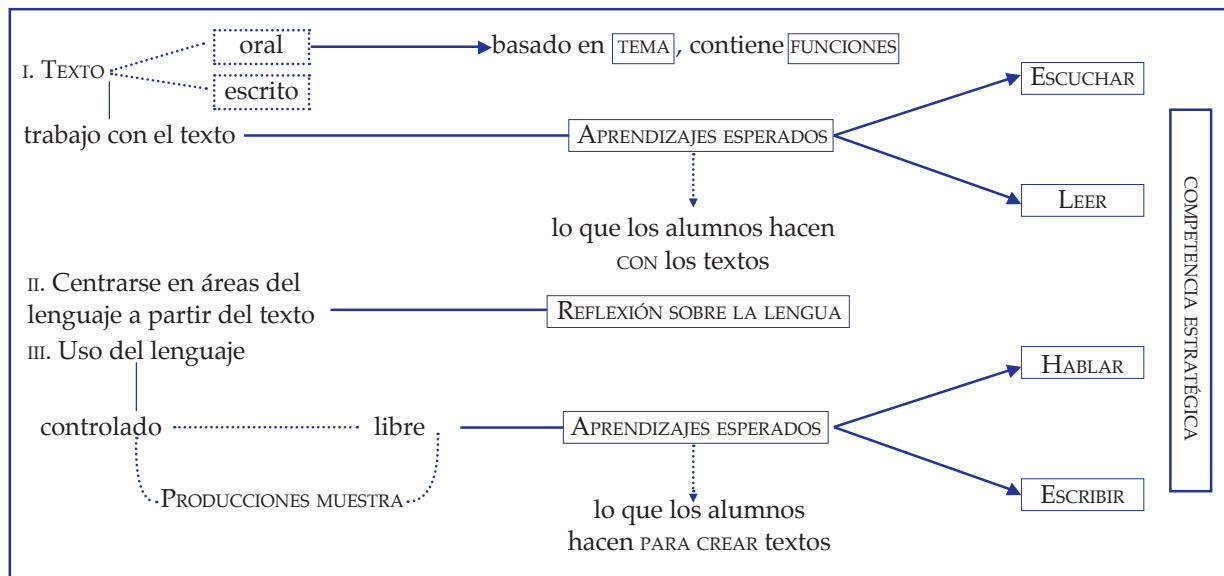 oral
basado en TEMA, contiene FUNCIONES
I. TEXTO
escrito
ESCUCHAR
trabajo con el texto
APRENDIZAJES ESPERADOS
LEER
lo que los alumnos hacen
CON los textos
II. Centrarse en áreas del
lenguaje a partir del texto
REFLEXIÓN SOBRE LA LENGUA
III. Uso del lenguaje
HABLAR
controlado
libre
APRENDIZAJES ESPERADOS
PRODUCCIONES MUESTRA
ESCRIBIR
lo que los alumnos
hacen PARA CREAR textos
COMPETENCIA ESTRATÉGICA